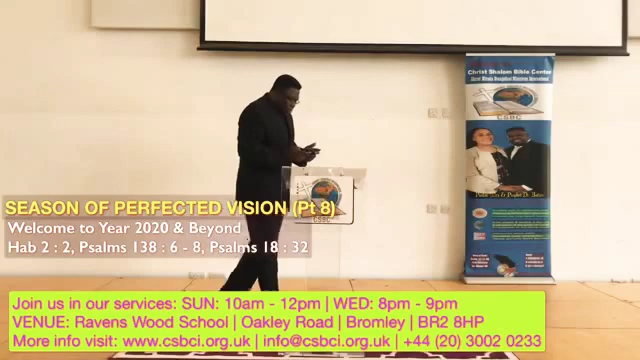 Christ Shalom Bible Center
CSBC
CSBC
SEASON OF PERFECTED VISION (Pt 8)
Welcome to Year 2020 & Beyond
Hab 2 : 2, Psalms 138 : 6 - 8, Psalms 18 : 32
Join us in our services: SUN: 10am - 12pm | WED: 8pm - 9pm
VENUE: Ravens Wood School | Oakley Road | Bromley | BR2 8HP
More info visit: www.csbci.org.uk | info@csbci.org.uk | +44 (20) 3002 0233